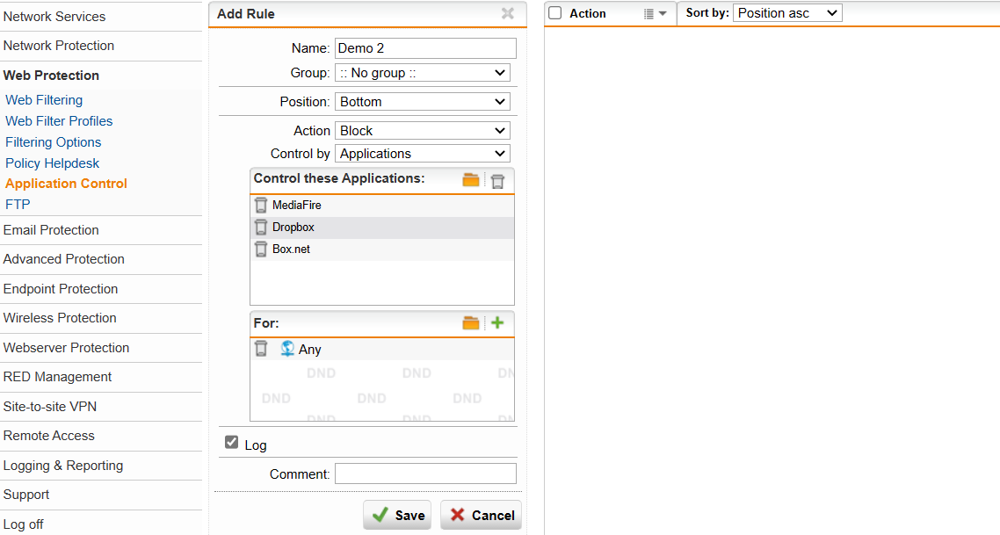 Network Services
Network Protection
Web Protection
Web Filtering
Web Filter Profiles
Filtering Options
Policy Helpdesk
Application Control
FTP
Email Protection
Advanced Protection
Endpoint Protection
Wireless Protection
Webserver Protection
RED Management
Site-to-site VPN
Remote Access
Logging & Reporting
Support
Log off
Add Rule
Name: Demo 2
Group: :: No group ::
Position: Bottom
Action Block
Control by Applications
Control these Applications:
MediaFire
Dropbox
Box.net
For:
Any
DND DND DN
DND DND DND
DND DND DN
Log
Comment:
Save Cancel
Action Sort by: Position asc